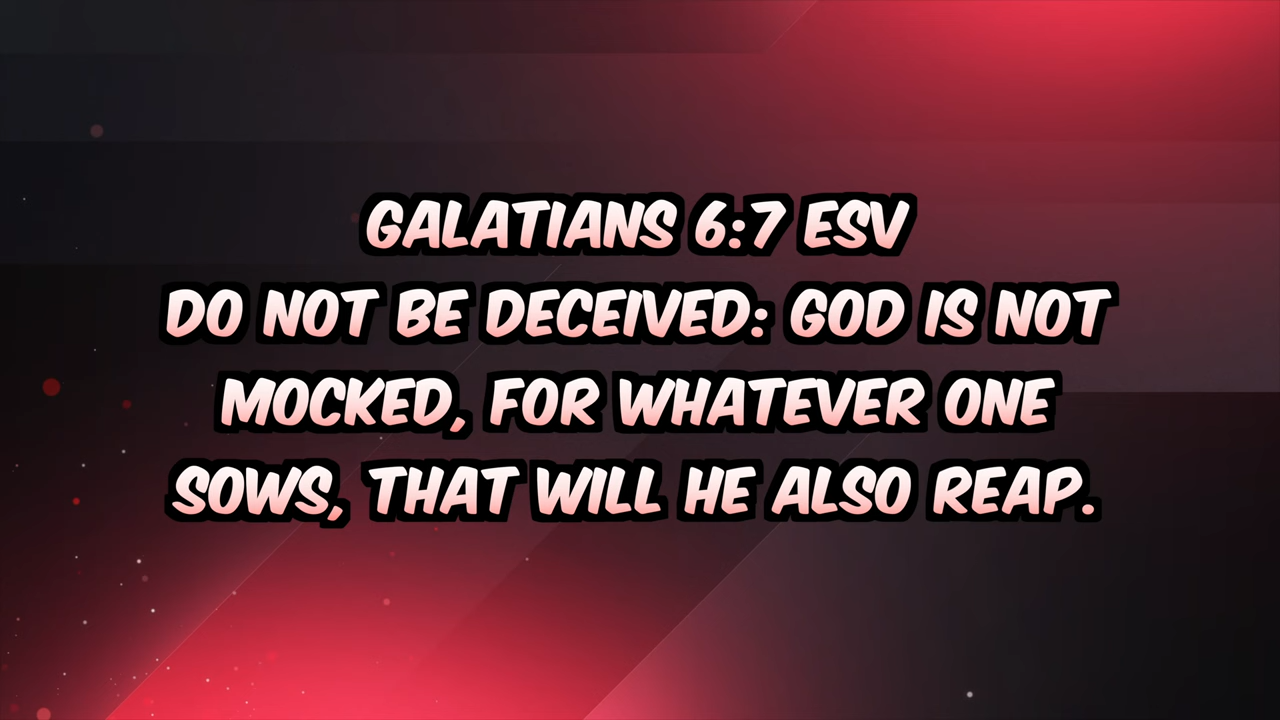 GALATIANS 6:7 ESV
DO NOT BE DECEIVED: GOD IS NOT
MOCKED, FOR WHATEVER ONE
SOWS, THAT WILL HE ALSO REAP.